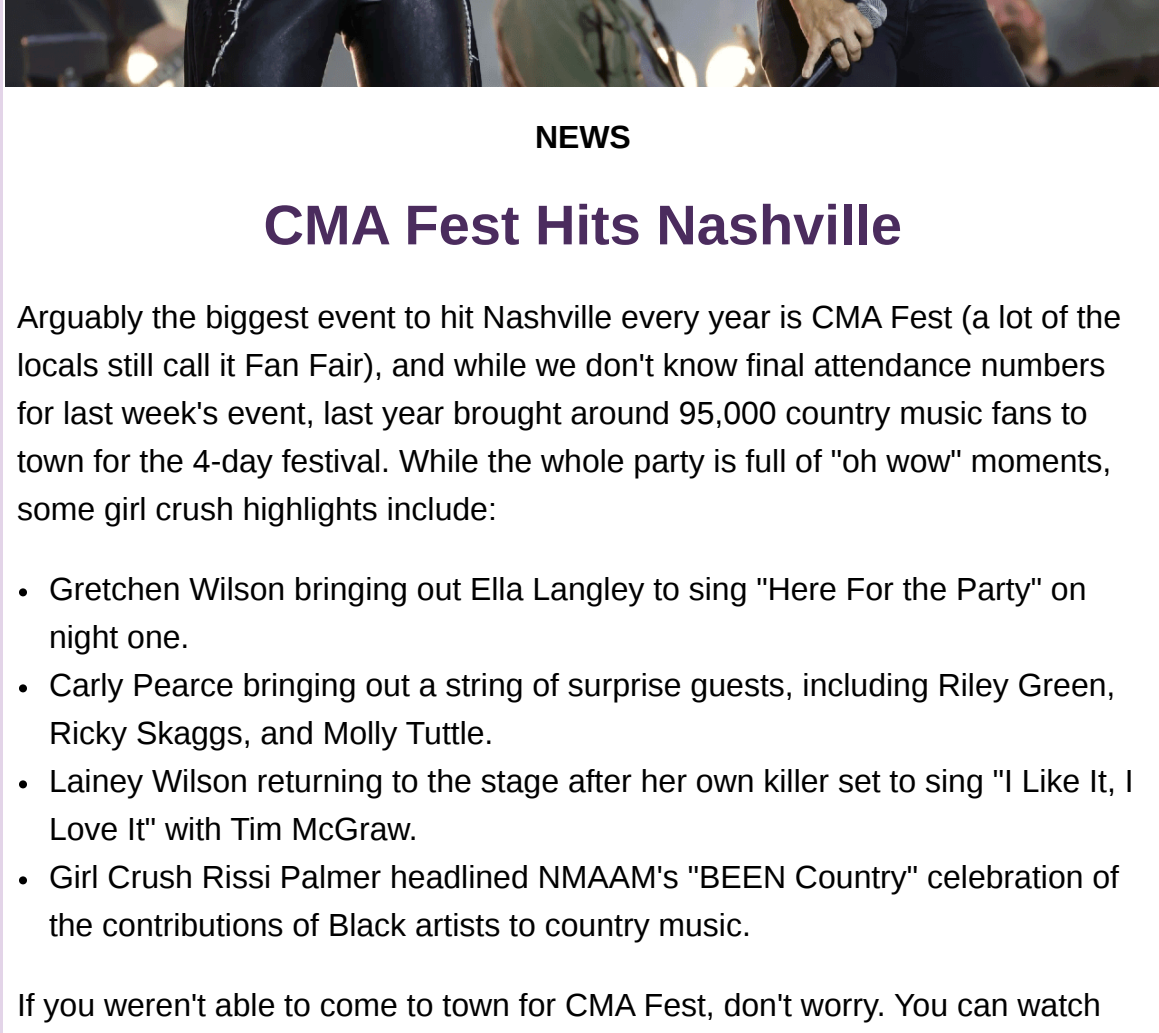 NEWS
CMA Fest Hits Nashville
Arguably the biggest event to hit Nashville every year is CMA Fest (a lot of the
locals still call it Fan Fair), and while we don't know final attendance numbers
for last week's event, last year brought around 95,000 country music fans to
town for the 4-day festival. While the whole party is full of "oh wow" moments,
some girl crush highlights include:
• Gretchen Wilson bringing out Ella Langley to sing "Here For the Party" on
night one.
• Carly Pearce bringing out a string of surprise guests, including Riley Green,
Ricky Skaggs, and Molly Tuttle.
• Lainey Wilson returning to the stage after her own killer set to sing "I Like It, I
Love It" with Tim McGraw.
• Girl Crush Rissi Palmer headlined NMAAM's "BEEN Country" celebration of
the contributions of Black artists to country music.
If you weren't able to come to town for CMA Fest, don't worry. You can watch